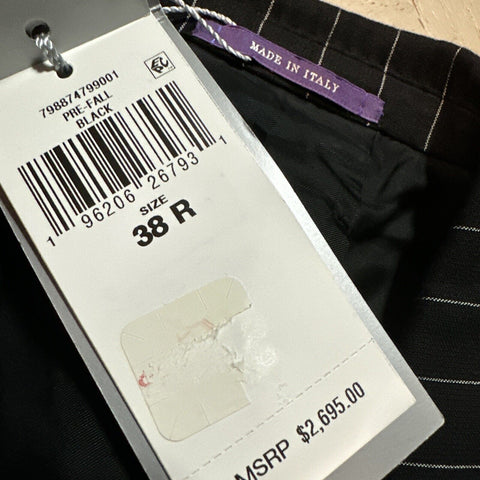 798874799001
PRE-FALL
BLACK
1 96206 26793 1
SIZE
38 R
MSRP $2,695.00
MADE IN ITALY